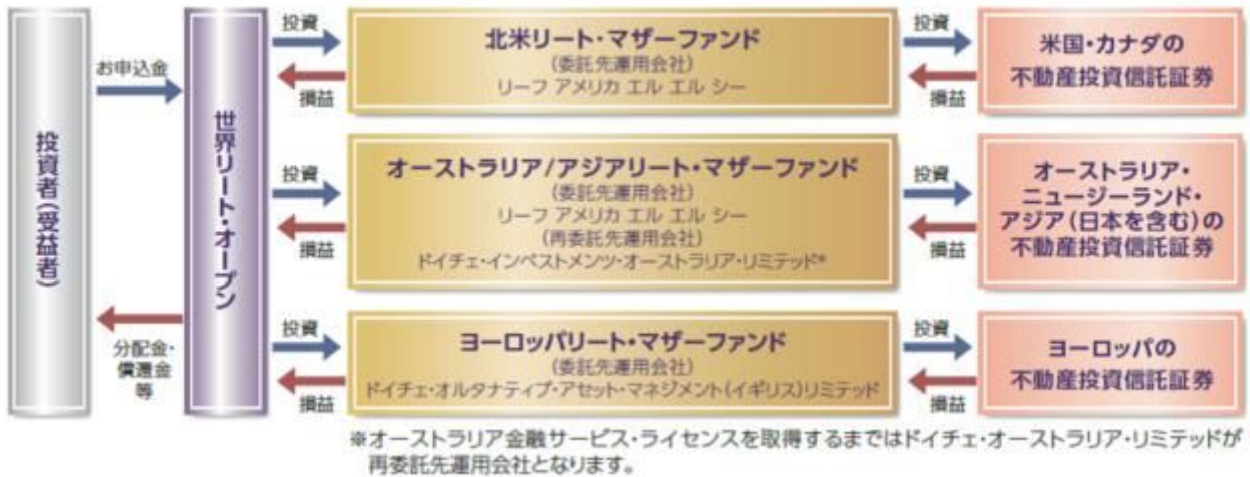 投資者(受益者)
お申込金
分配金・
償還金
等
世界リート・オープン
投資
損益
北米リート・マザーファンド
(委託先運用会社)
リーフ アメリカ エル エル シー
投資
損益
米国・カナダの
不動産投資信託証券
投資
損益
オーストラリア/アジアリート・マザーファンド
(委託先運用会社)
リーフ アメリカ エル エル シー
(再委託先運用会社)
ドイチェ・インベストメンツ・オーストラリア・リミテッド*
投資
損益
オーストラリア・
ニュージーランド・
アジア(日本を含む)の
不動産投資信託証券
投資
損益
ヨーロッパリート・マザーファンド
(委託先運用会社)
ドイチェ・オルタナティブ・アセット・マネジメント(イギリス)リミテッド
投資
損益
ヨーロッパの
不動産投資信託証券
※オーストラリア金融サービス・ライセンスを取得するまではドイチェ・オーストラリア・リミテッドが
再委託先運用会社となります。